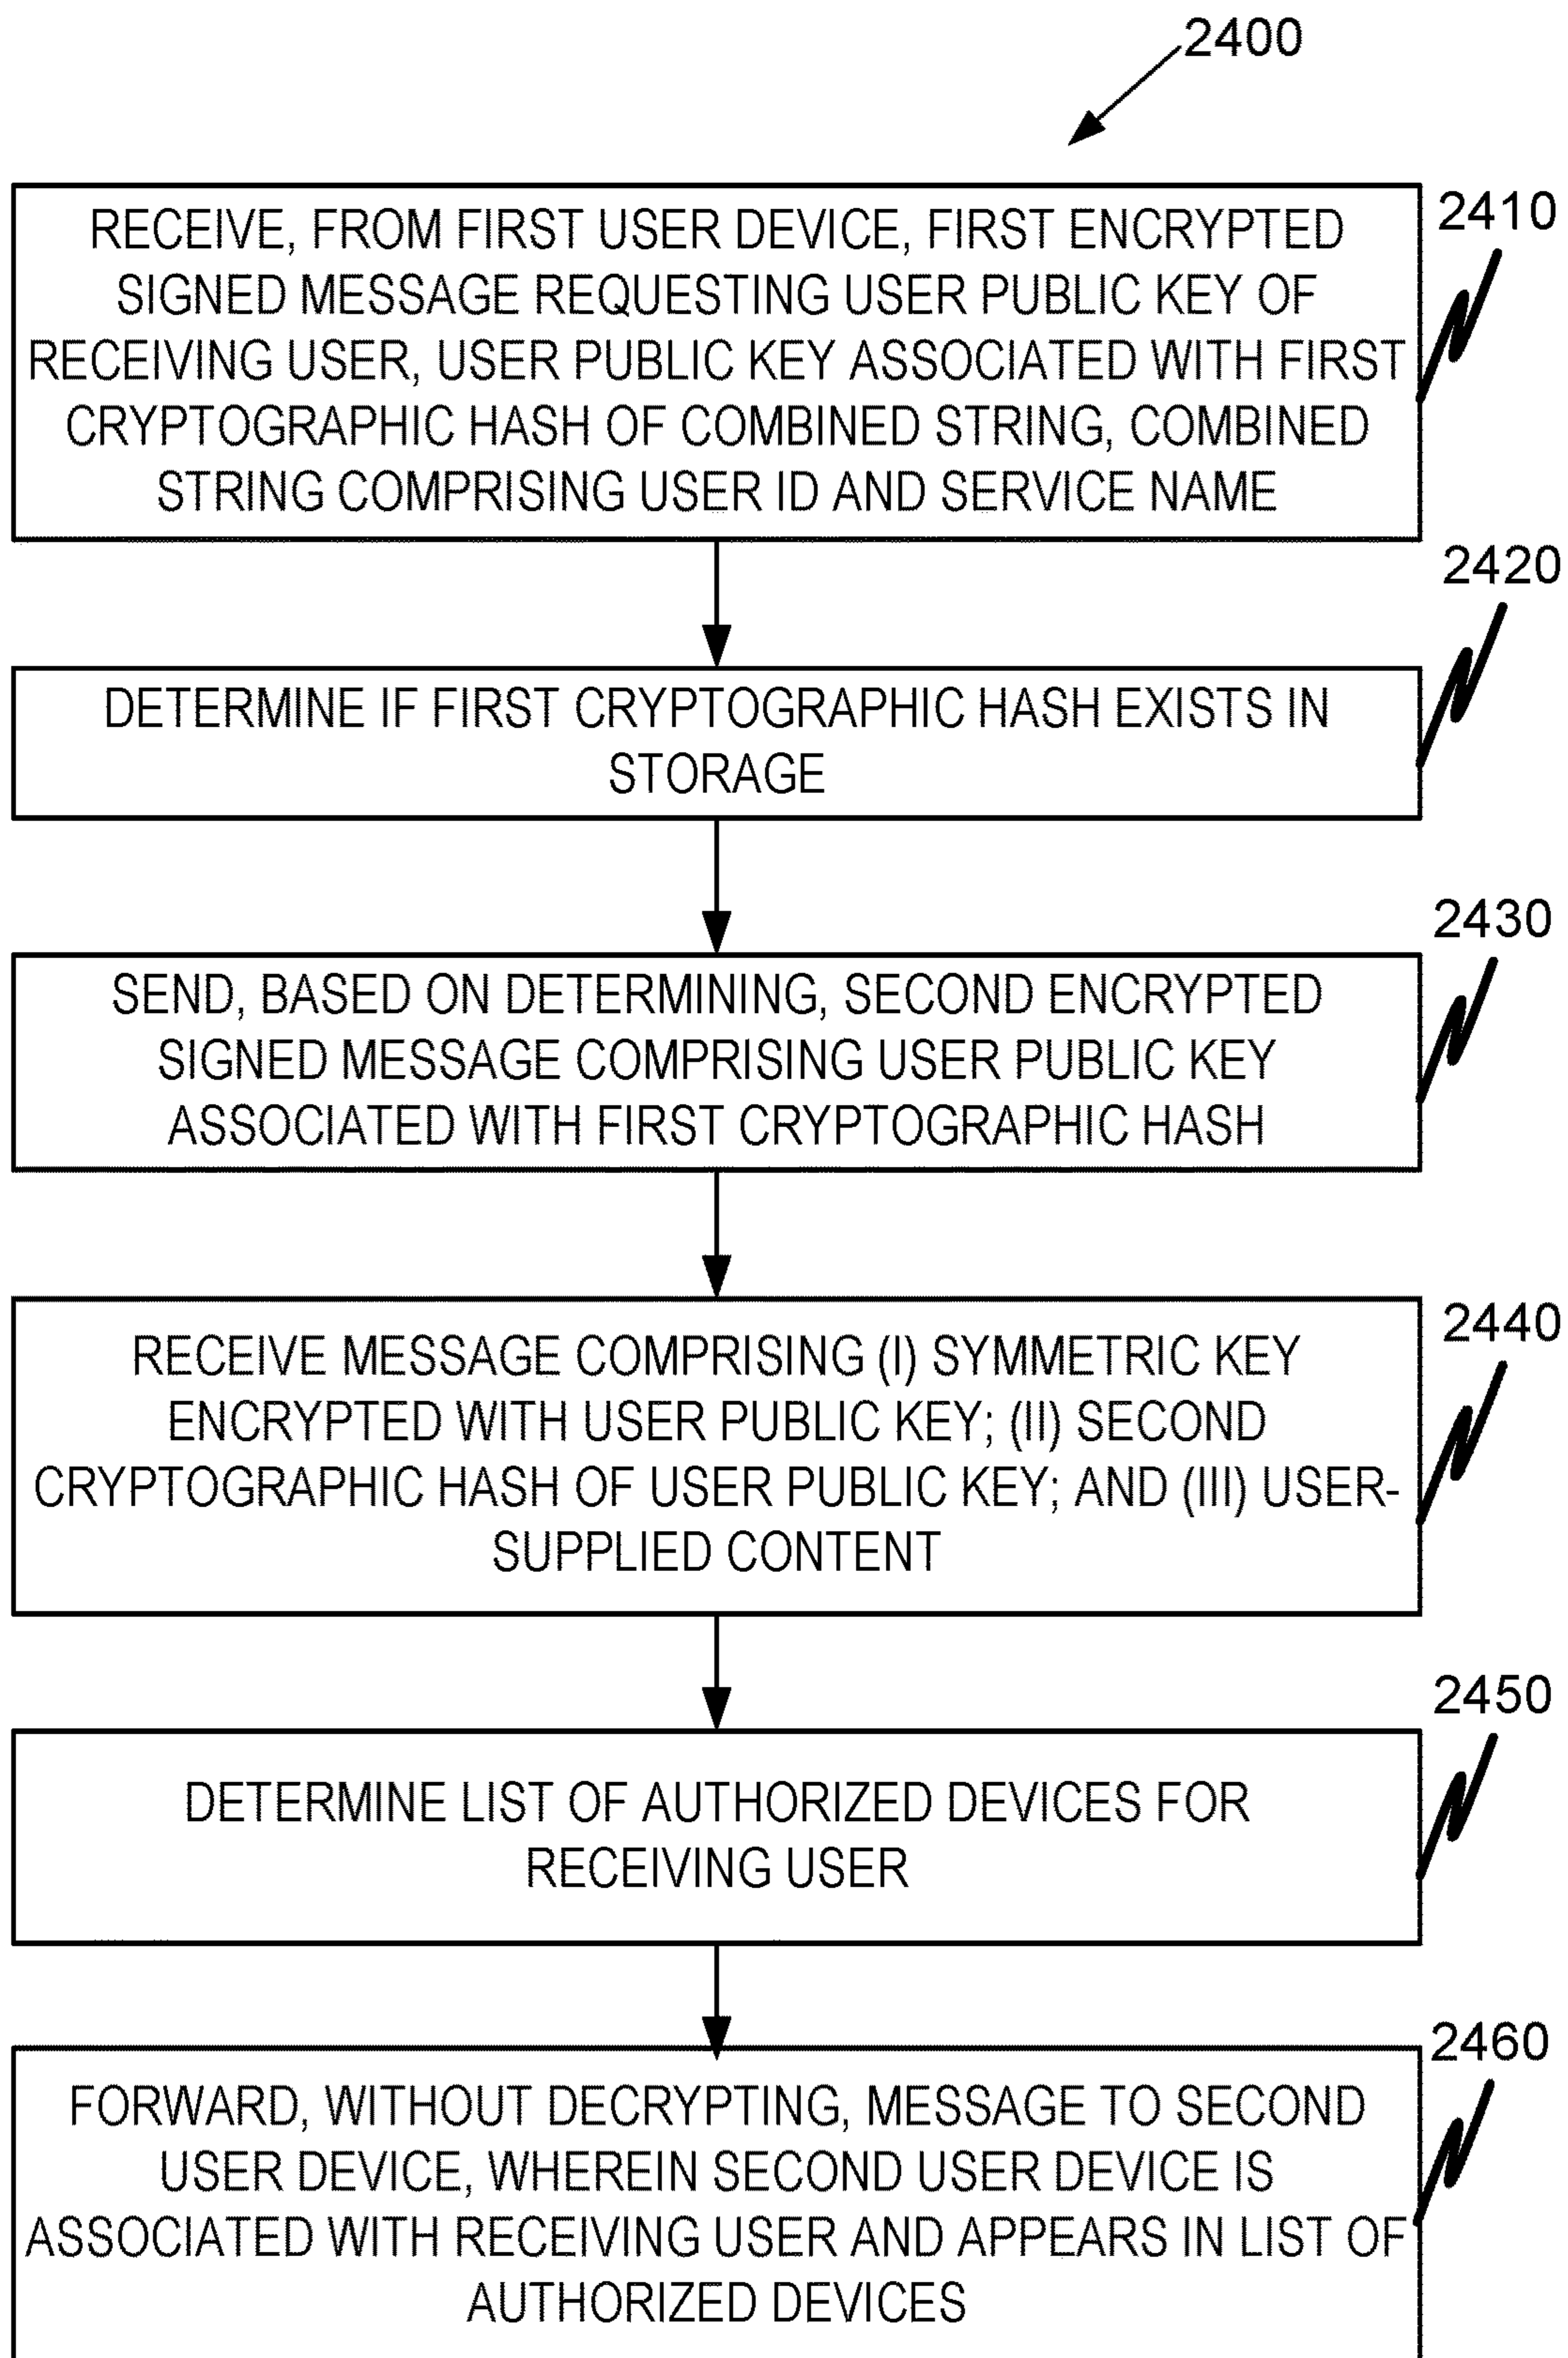 2400
2410
RECEIVE, FROM FIRST USER DEVICE, FIRST ENCRYPTED
SIGNED MESSAGE REQUESTING USER PUBLIC KEY OF
RECEIVING USER, USER PUBLIC KEY ASSOCIATED WITH FIRST
CRYPTOGRAPHIC HASH OF COMBINED STRING, COMBINED
STRING COMPRISING USER ID AND SERVICE NAME
2420
DETERMINE IF FIRST CRYPTOGRAPHIC HASH EXISTS IN
STORAGE
2430
SEND, BASED ON DETERMINING, SECOND ENCRYPTED
SIGNED MESSAGE COMPRISING USER PUBLIC KEY
ASSOCIATED WITH FIRST CRYPTOGRAPHIC HASH
2440
RECEIVE MESSAGE COMPRISING (I) SYMMETRIC KEY
ENCRYPTED WITH USER PUBLIC KEY; (II) SECOND
CRYPTOGRAPHIC HASH OF USER PUBLIC KEY; AND (III) USER-
SUPPLIED CONTENT
2450
DETERMINE LIST OF AUTHORIZED DEVICES FOR
RECEIVING USER
2460
FORWARD, WITHOUT DECRYPTING, MESSAGE TO SECOND
USER DEVICE, WHEREIN SECOND USER DEVICE IS
ASSOCIATED WITH RECEIVING USER AND APPEARS IN LIST OF
AUTHORIZED DEVICES